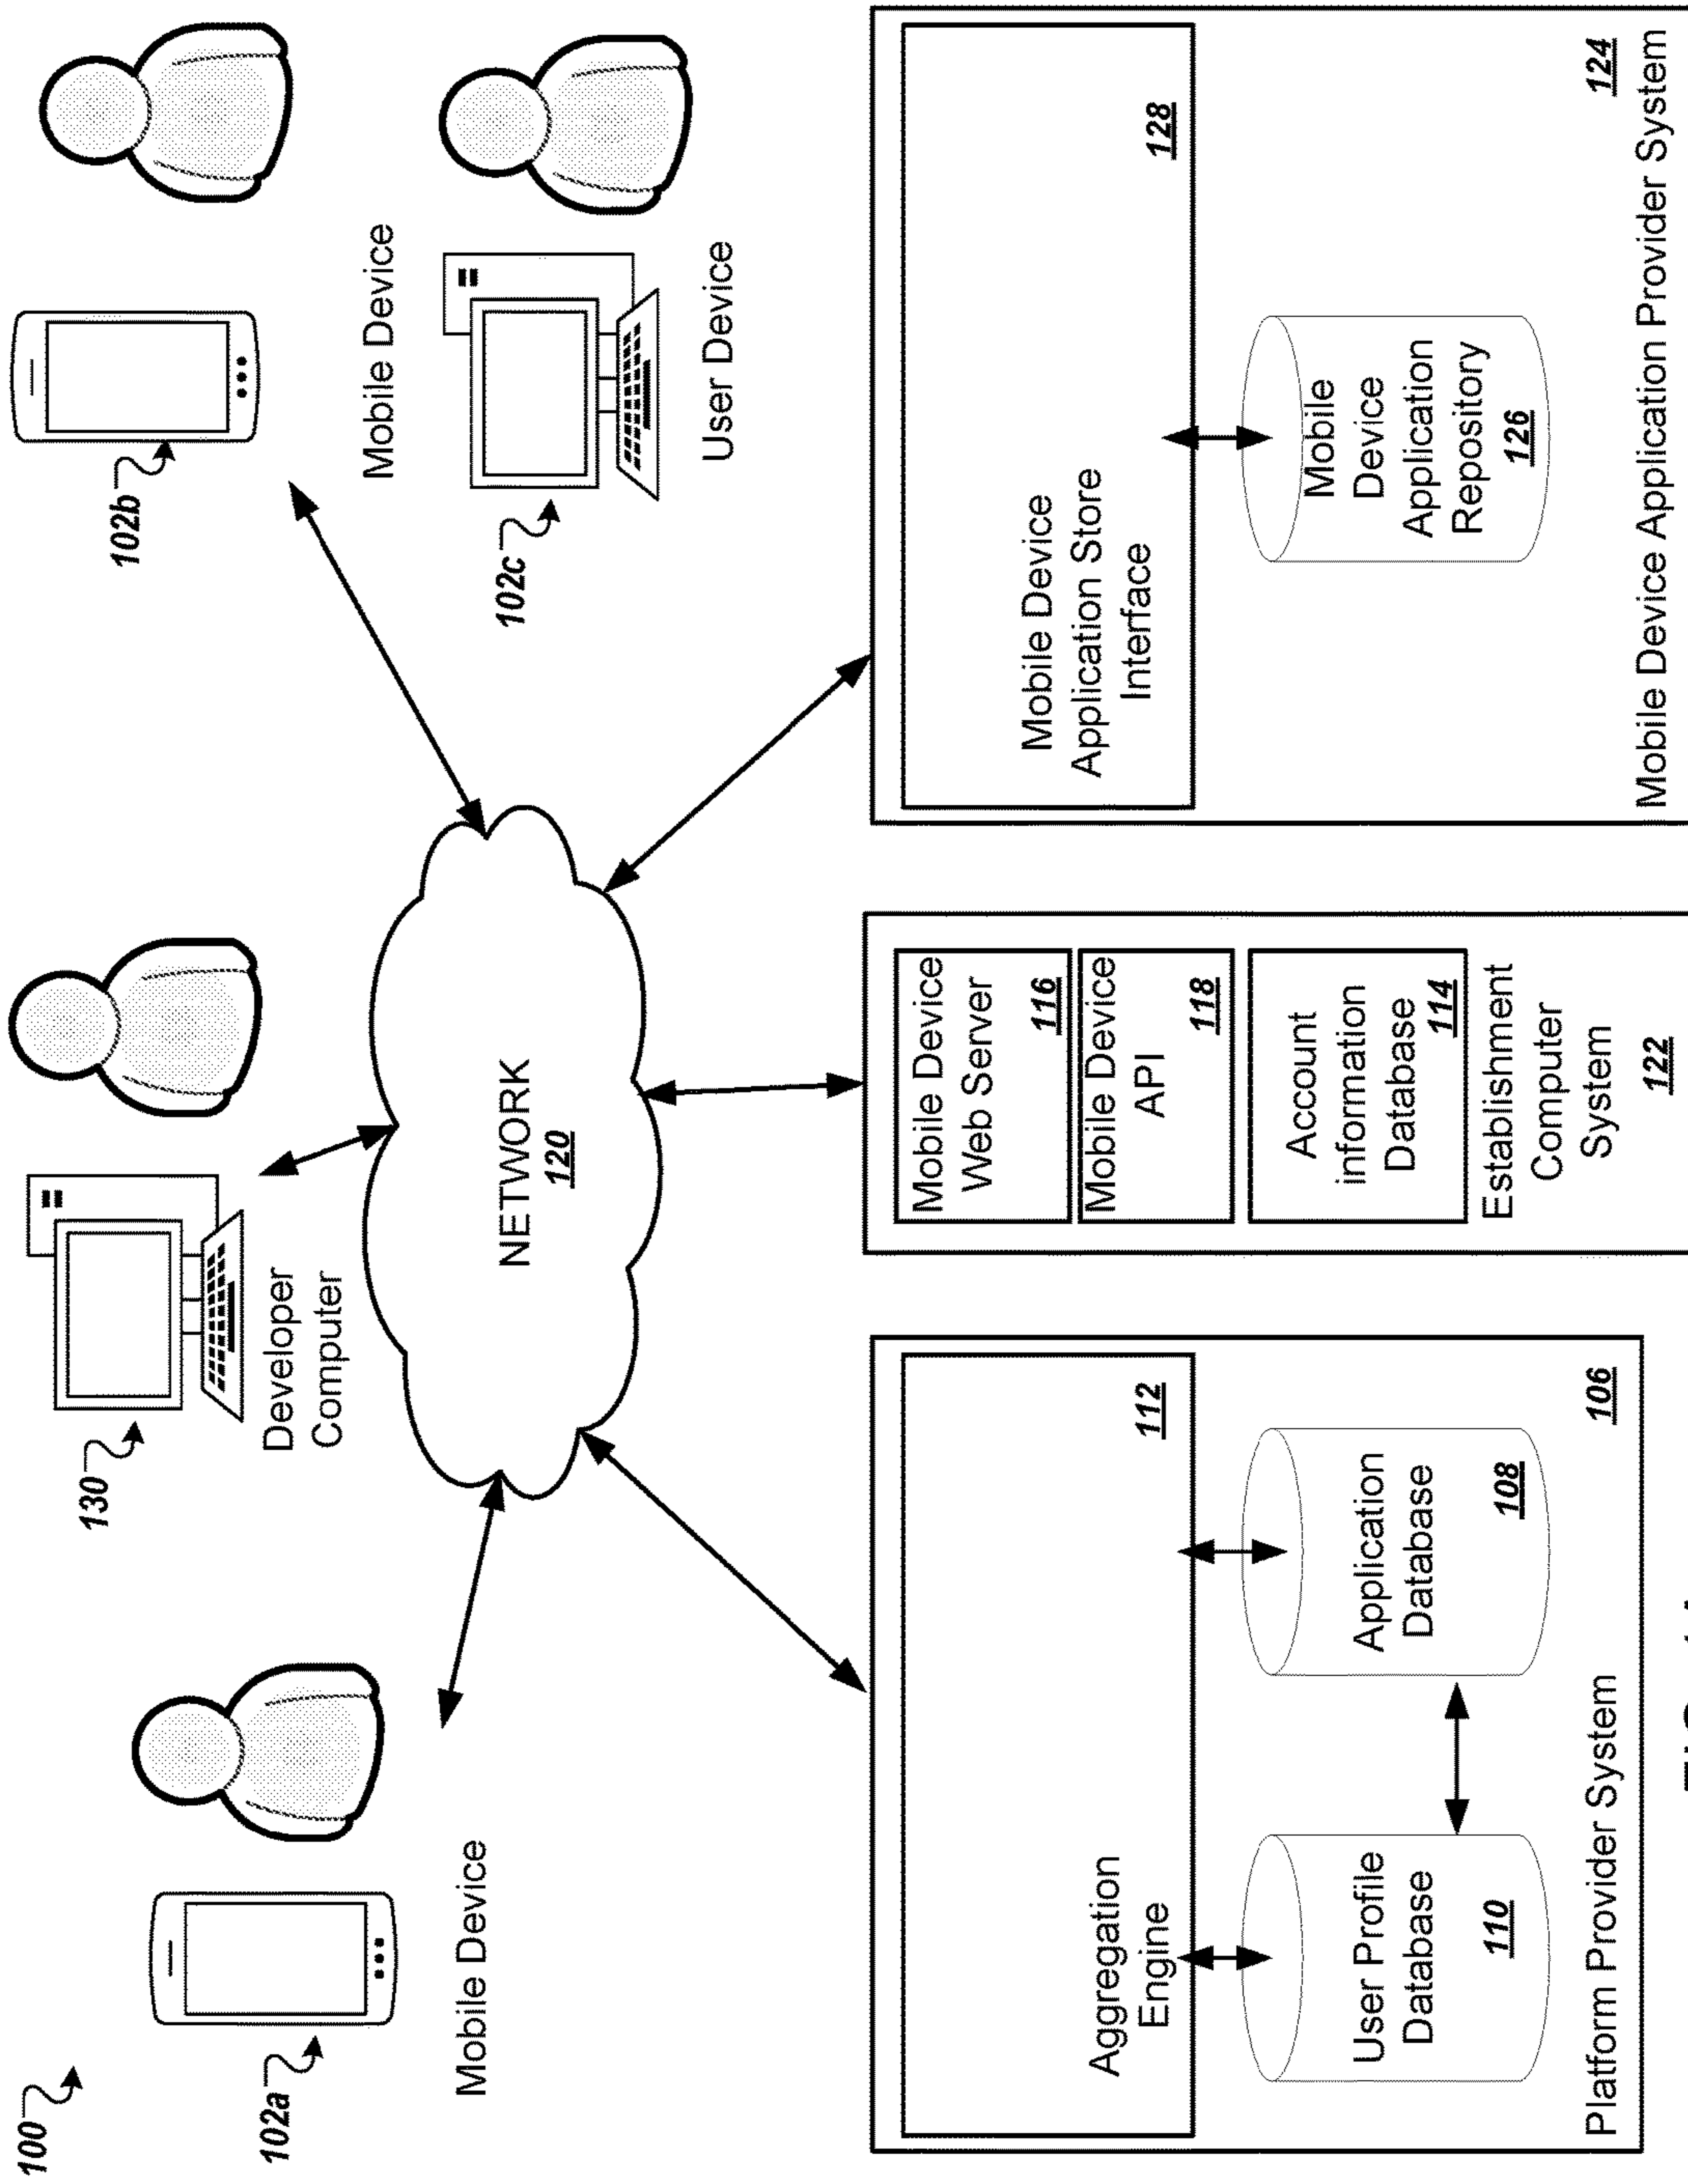 100
102a
Mobile Device
130
Developer
Computer
102b
Mobile Device
102c
User Device
NETWORK
120
Aggregation
Engine
112
User Profile
Database
110
Application
Database
108
Platform Provider System
106
Mobile Device
Web Server
116
Mobile Device
API
118
Account
information
Database
114
Establishment
Computer
System
122
Mobile Device
Application Store
Interface
128
Mobile
Device
Application
Repository
126
124
Mobile Device Application Provider System